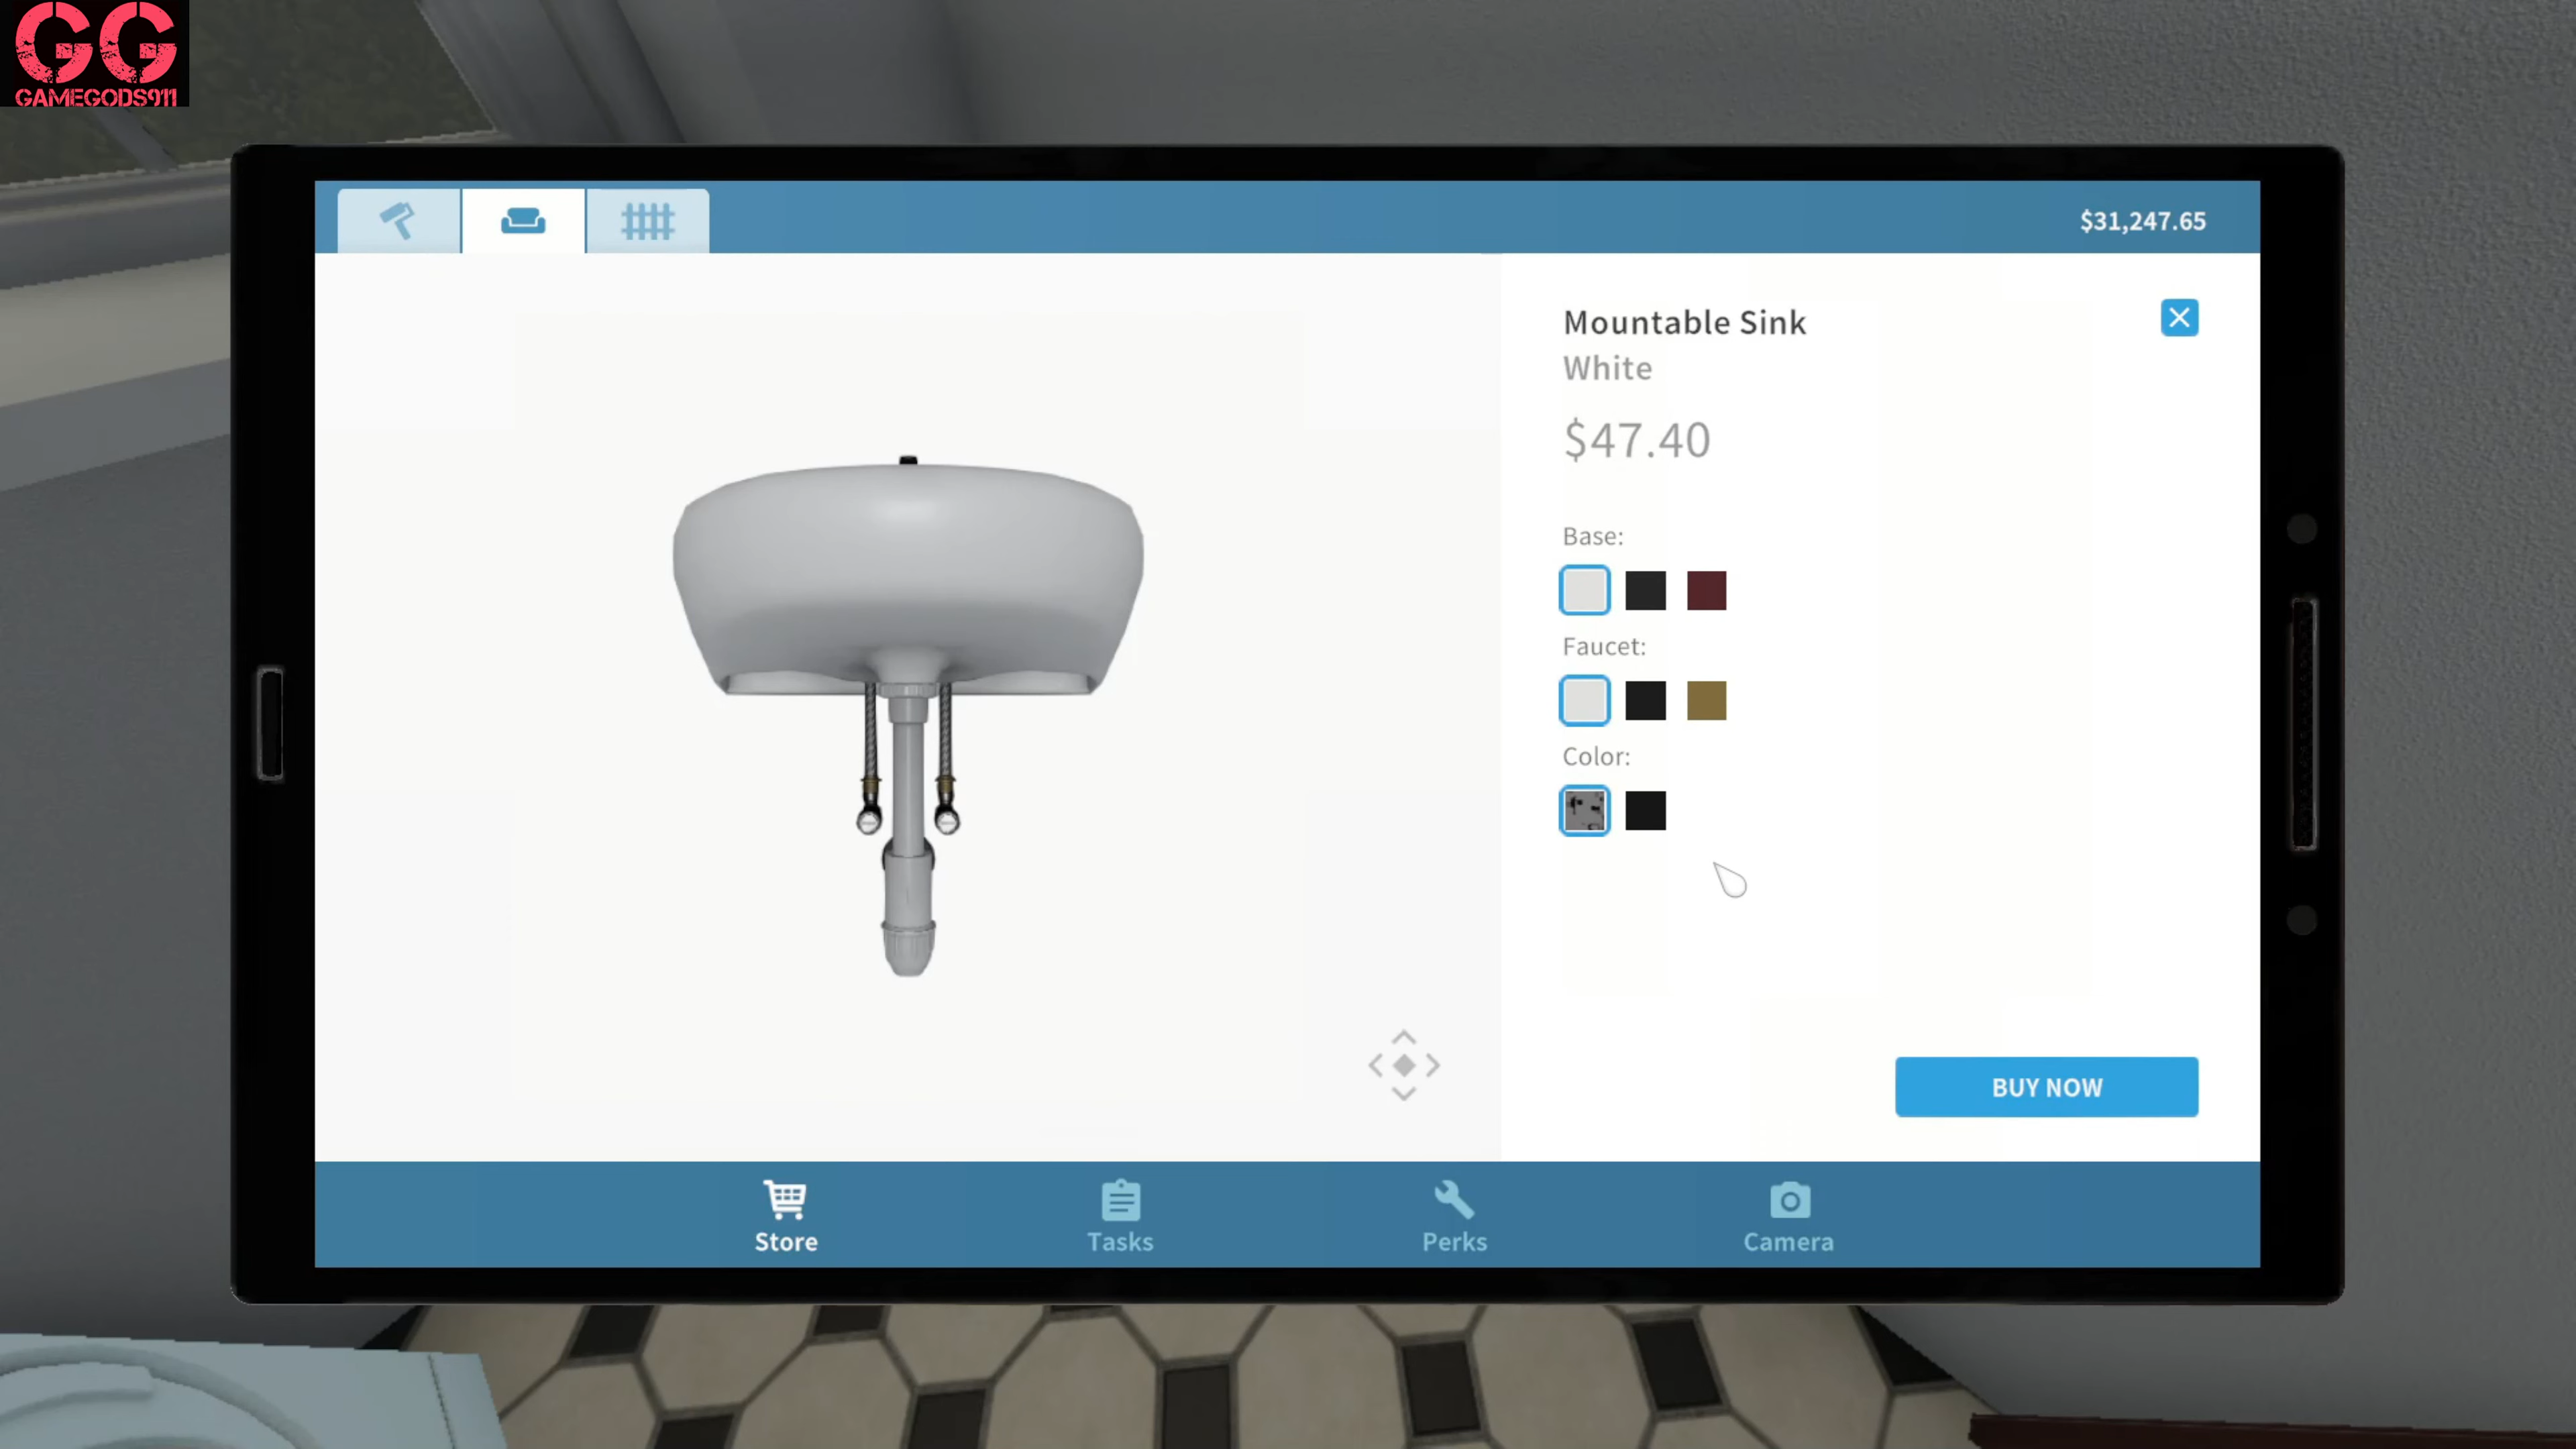 GG
GAMEGODS911
$31,247.65
Mountable Sink
White
$47.40
Base:
Faucet:
Color:
BUY NOW
Store
Tasks
Perks
Camera